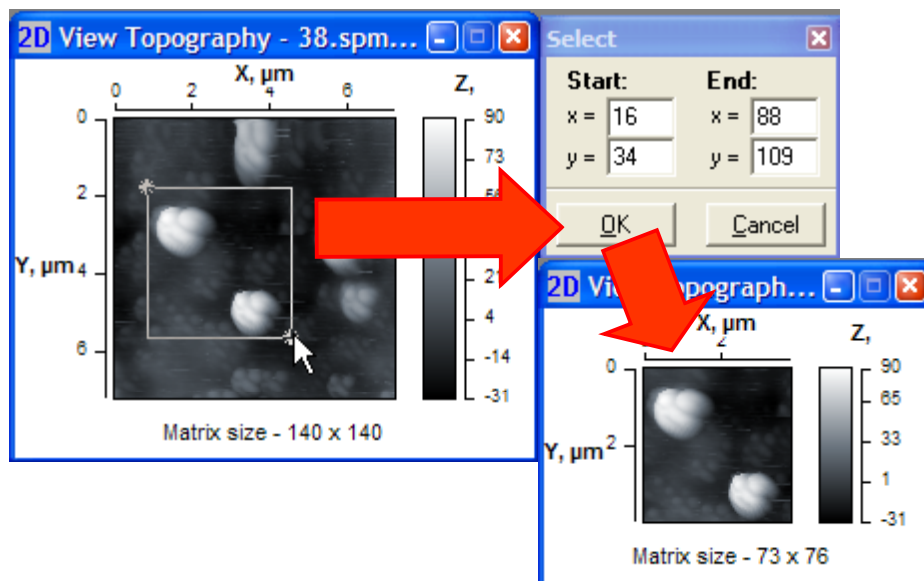 2D View Topography - 38.spm...
X, µm
0 2 4 6
Z,
0
2
Y, µm 4
6
90
73
21
4
-14
-31
Matrix size - 140 x 140
Select
Start: End:
x = 16 x = 88
y = 34 y = 109
OK Cancel
2D
X, µm
Z,
0
Y, µm 2
90
65
33
1
-31
Matrix size - 73 x 76